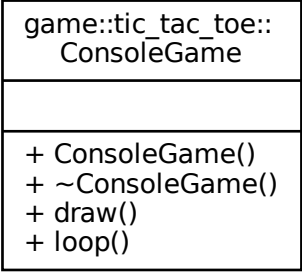 game::tic_tac_toe::
ConsoleGame
+ ConsoleGame()
+ ~ConsoleGame()
+ draw()
+ loop()